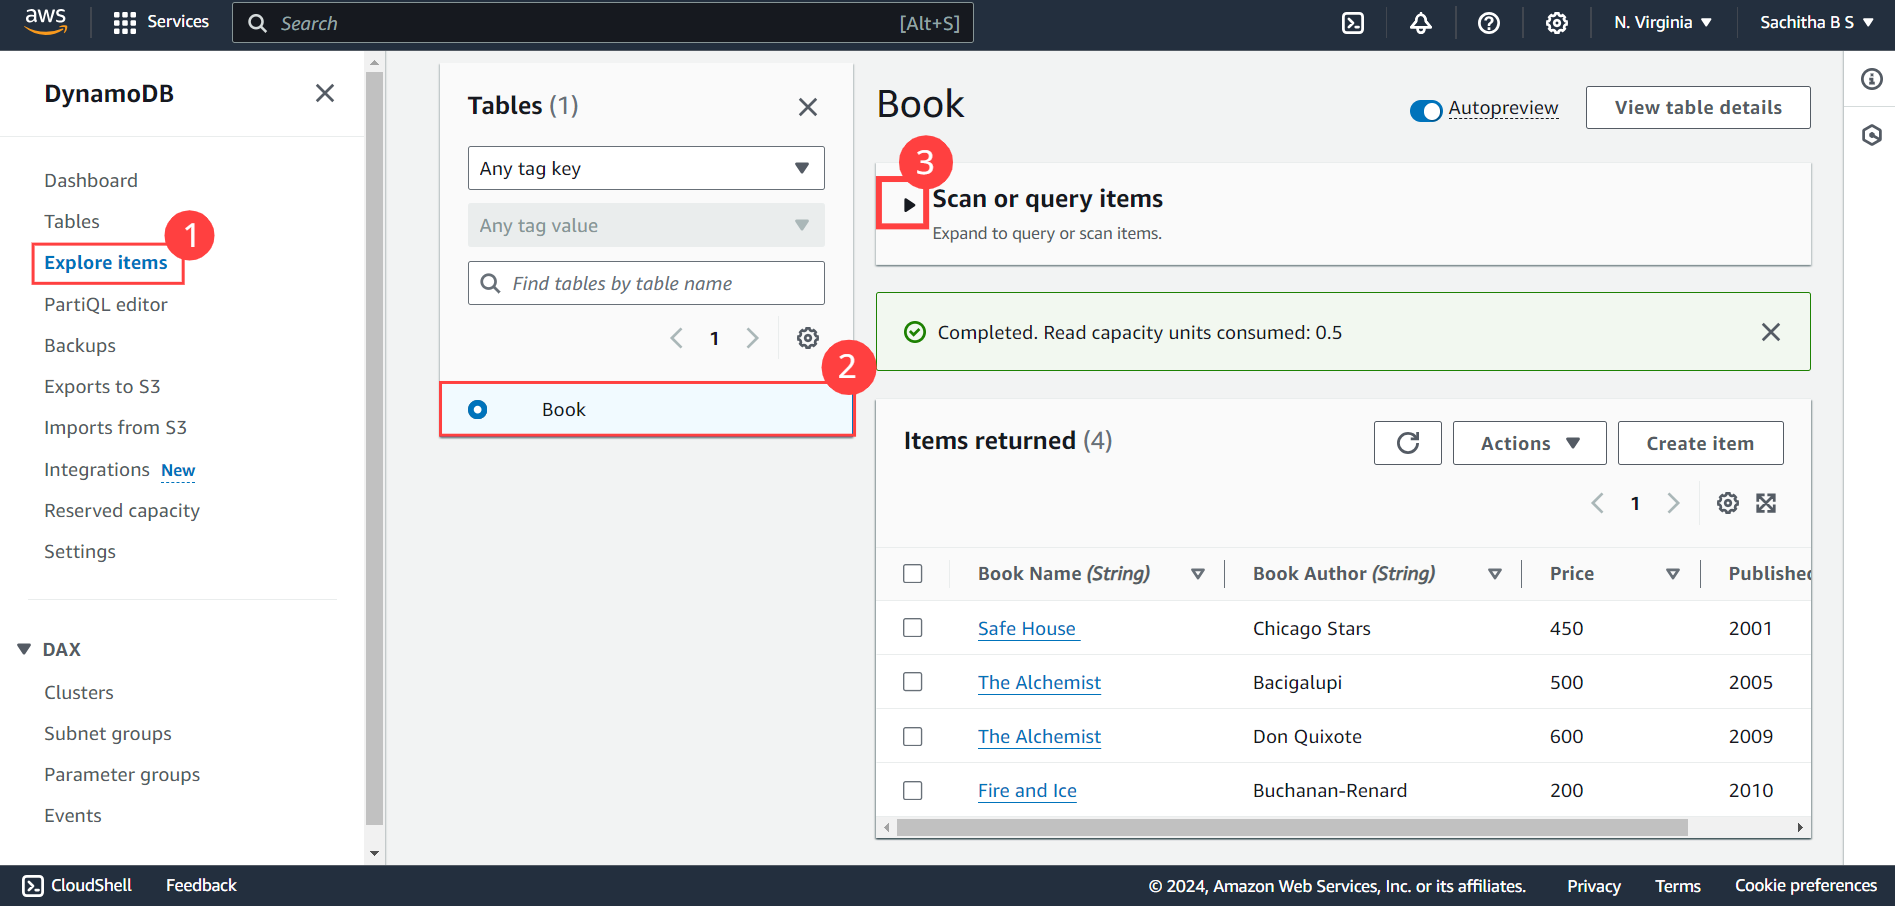 aws
Services
Search
[Alt+S]
N. Virginia
Sachitha B S
DynamoDB
Dashboard
Tables
1
Explore items
PartiQL editor
Backups
Exports to S3
Imports from S3
Integrations New
Reserved capacity
Settings
DAX
Clusters
Subnet groups
Parameter groups
Events
Tables (1)
Any tag key
Any tag value
Find tables by table name
1
2
Book
Book
Autopreview
View table details
3
Scan or query items
Expand to query or scan items.
Completed. Read capacity units consumed: 0.5
Items returned (4)
Actions
Create item
1
Book Name (String) Book Author (String) Price Published
Safe House Chicago Stars 450 2001
The Alchemist Bacigalupi 500 2005
The Alchemist Don Quixote 600 2009
Fire and Ice Buchanan-Renard 200 2010
CloudShell Feedback © 2024, Amazon Web Services, Inc. or its affiliates. Privacy Terms Cookie preferences